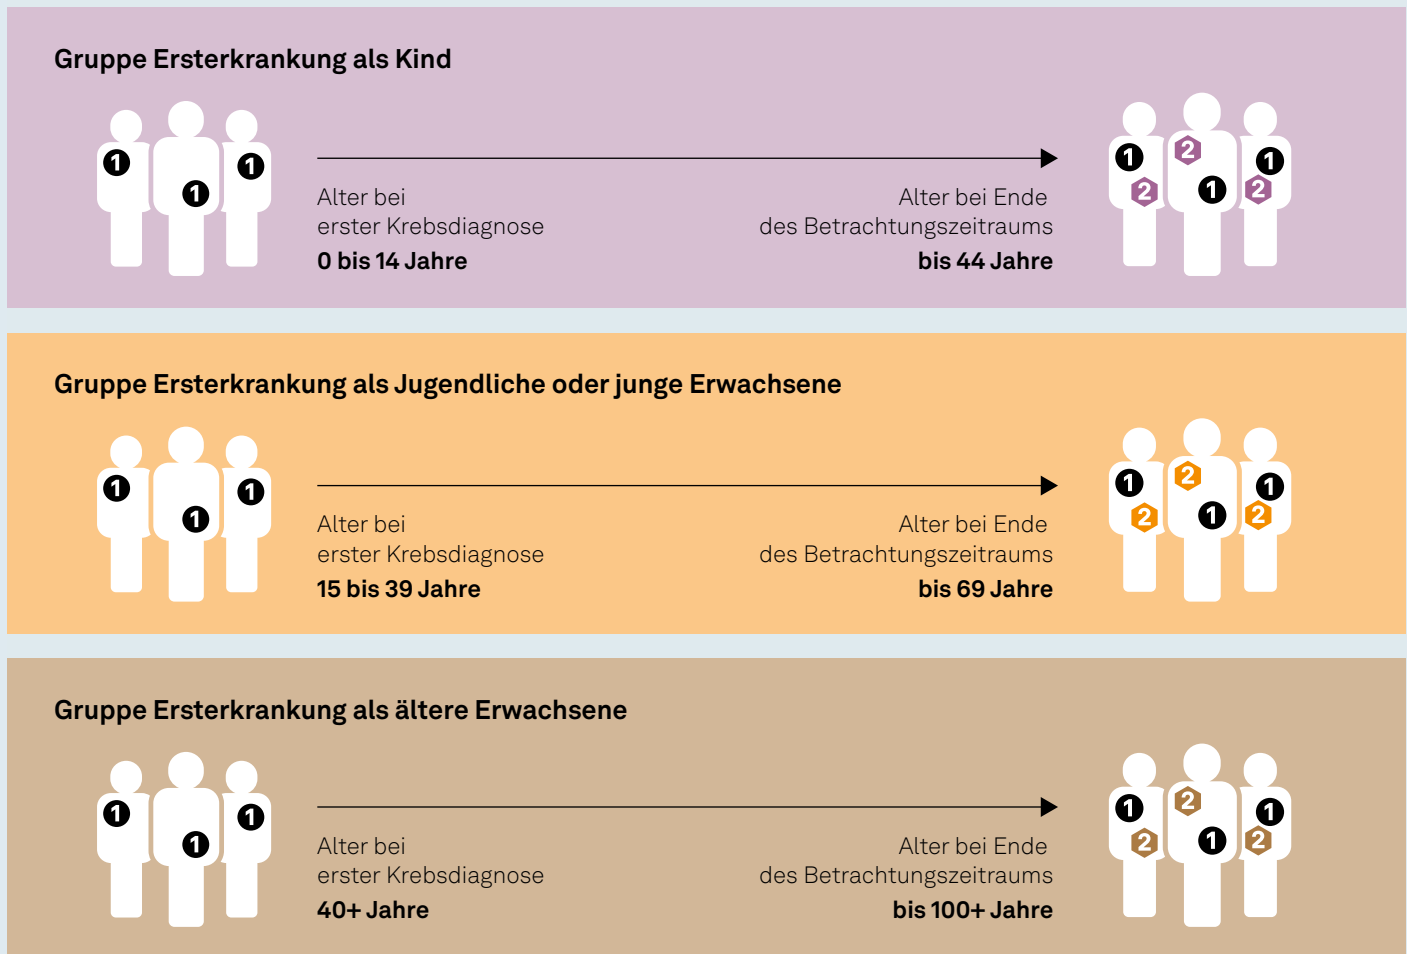 Gruppe Ersterkrankung als Kind
1 1 1
Alter bei
erster Krebsdiagnose
0 bis 14 Jahre
Alter bei Ende
des Betrachtungszeitraums
bis 44 Jahre
1 2 1
2 1 2
Gruppe Ersterkrankung als Jugendliche oder junge Erwachsene
1 1 1
Alter bei
erster Krebsdiagnose
15 bis 39 Jahre
Alter bei Ende
des Betrachtungszeitraums
bis 69 Jahre
1 2 1
2 1 2
Gruppe Ersterkrankung als ältere Erwachsene
1 1 1
Alter bei
erster Krebsdiagnose
40+ Jahre
Alter bei Ende
des Betrachtungszeitraums
bis 100+ Jahre
1 2 1
2 1 2